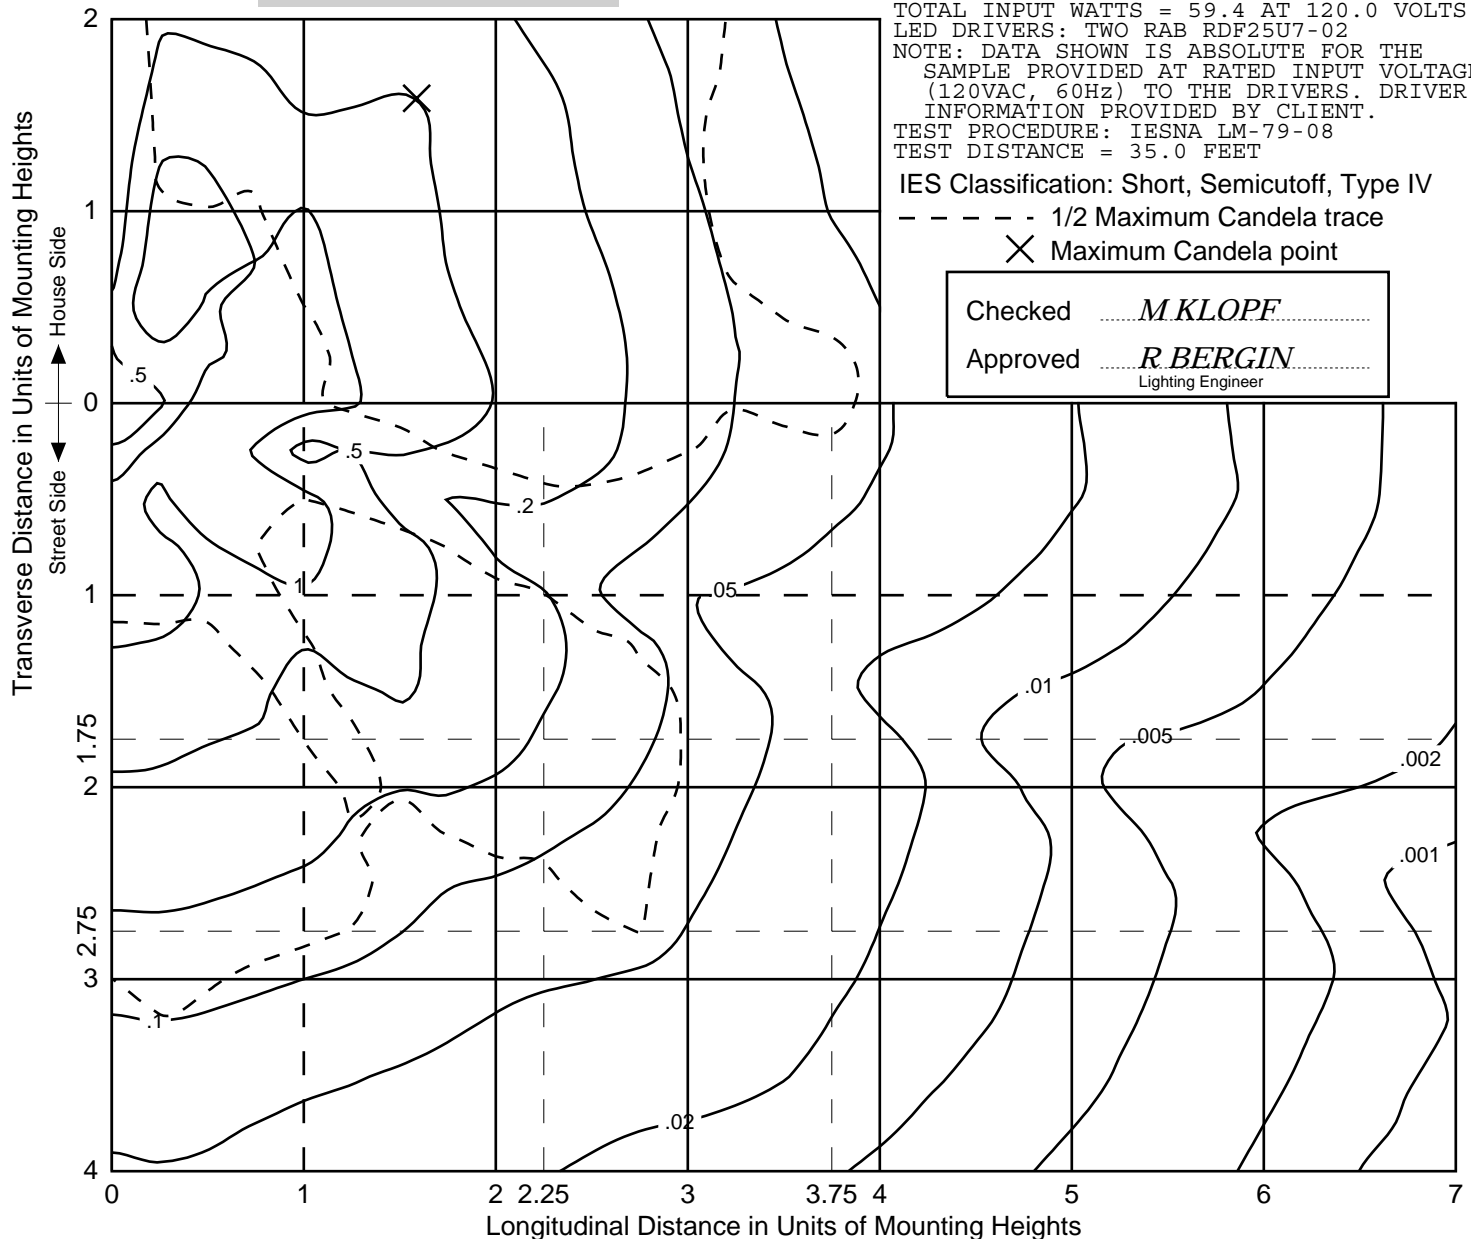 TOTAL INPUT WATTS = 59.4 AT 120.0 VOLTS
LED DRIVERS: TWO RAB RDF25U7-02
NOTE: DATA SHOWN IS ABSOLUTE FOR THE
SAMPLE PROVIDED AT RATED INPUT VOLTAGE
(120VAC, 60Hz) TO THE DRIVERS. DRIVER
INFORMATION PROVIDED BY CLIENT.
TEST PROCEDURE: IESNA LM-79-08
TEST DISTANCE = 35.0 FEET
IES Classification: Short, Semicutoff, Type IV
1/2 Maximum Candela trace
Maximum Candela point
Checked M KLOPF
Approved R BERGIN
Lighting Engineer
Transverse Distance in Units of Mounting Heights
Street Side House Side
2
1
0
1
1.75
2
2.75
3
4
.5
.5
.2
.1
.05
.01
.005
.002
.001
.1
.02
0 1 2 2.25 3 3.75 4 5 6 7
Longitudinal Distance in Units of Mounting Heights